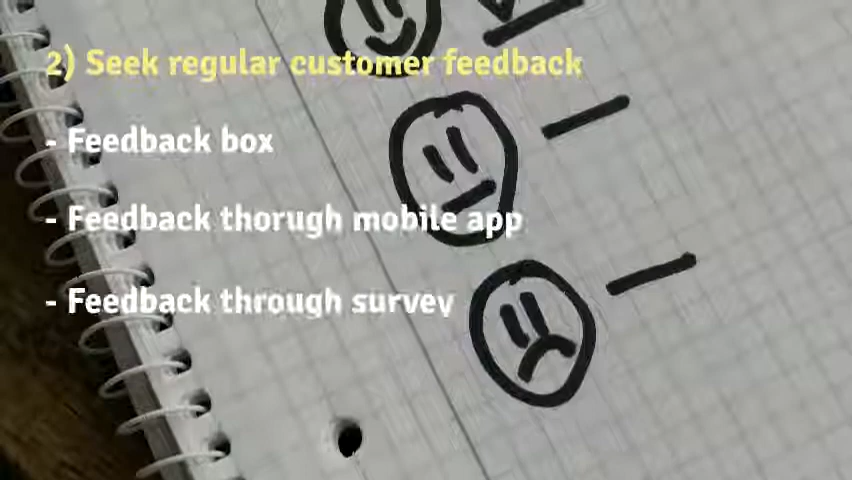 2) Seek regular customer feedback
- Feedback box
- Feedback thorugh mobile app
- Feedback through survey